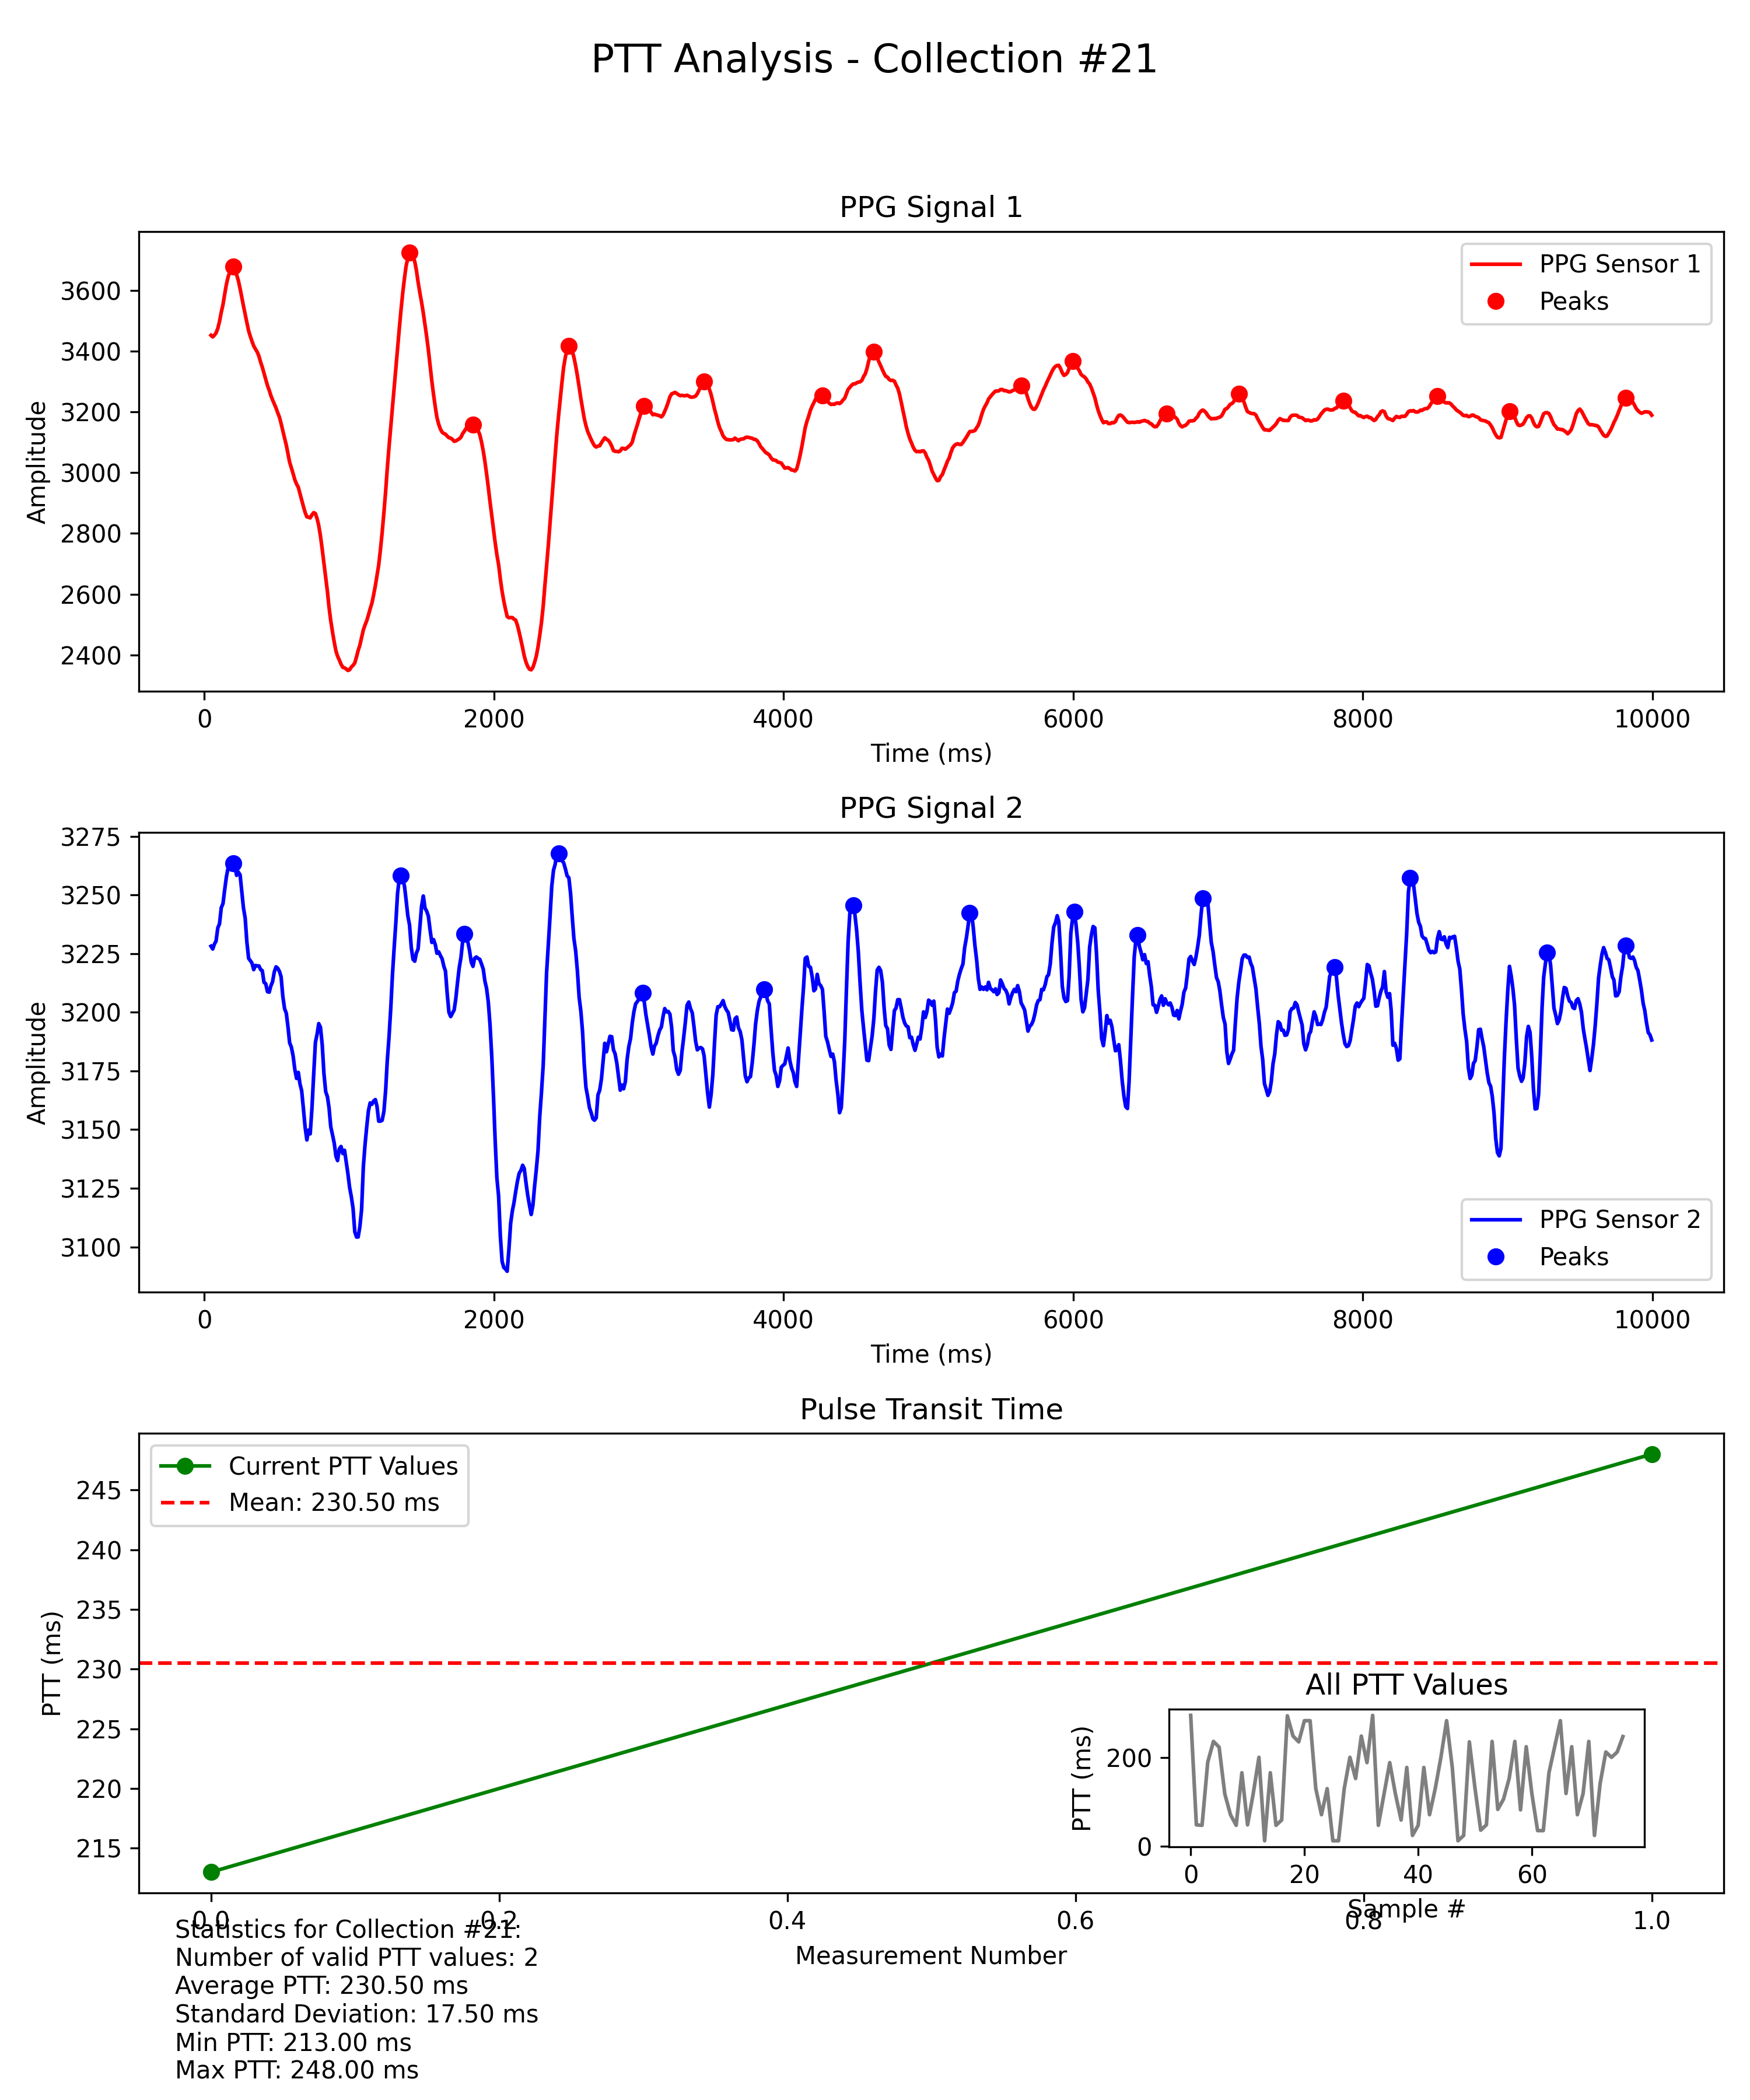 PTT Analysis - Collection #21
PPG Signal 1
PPG Sensor 1
Peaks
Amplitude
3600
3400
3200
3000
2800
2600
2400
0 2000 4000 6000 8000 10000
Time (ms)
PPG Signal 2
Amplitude
3275
3250
3225
3200
3175
3150
3125
3100
PPG Sensor 2
Peaks
0 2000 4000 6000 8000 10000
Time (ms)
Pulse Transit Time
Current PTT Values
Mean: 230.50 ms
PTT (ms)
245
240
235
230
225
220
215
All PTT Values
PTT (ms)
200
0
0 20 40 60
Sample #
0.0 0.2 0.4 0.6 0.8 1.0
Measurement Number
Statistics for Collection #21:
Number of valid PTT values: 2
Average PTT: 230.50 ms
Standard Deviation: 17.50 ms
Min PTT: 213.00 ms
Max PTT: 248.00 ms